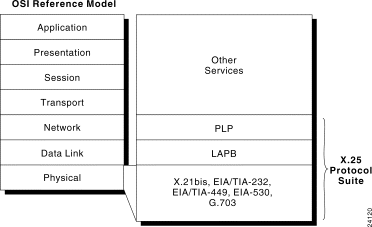 OSI Reference Model
Application
Presentation
Session
Transport
Network
Data Link
Physical
Other
Services
PLP
LAPB
X.21bis, EIA/TIA-232,
EIA/TIA-449, EIA-530,
G.703
X.25
Protocol
Suite
24120